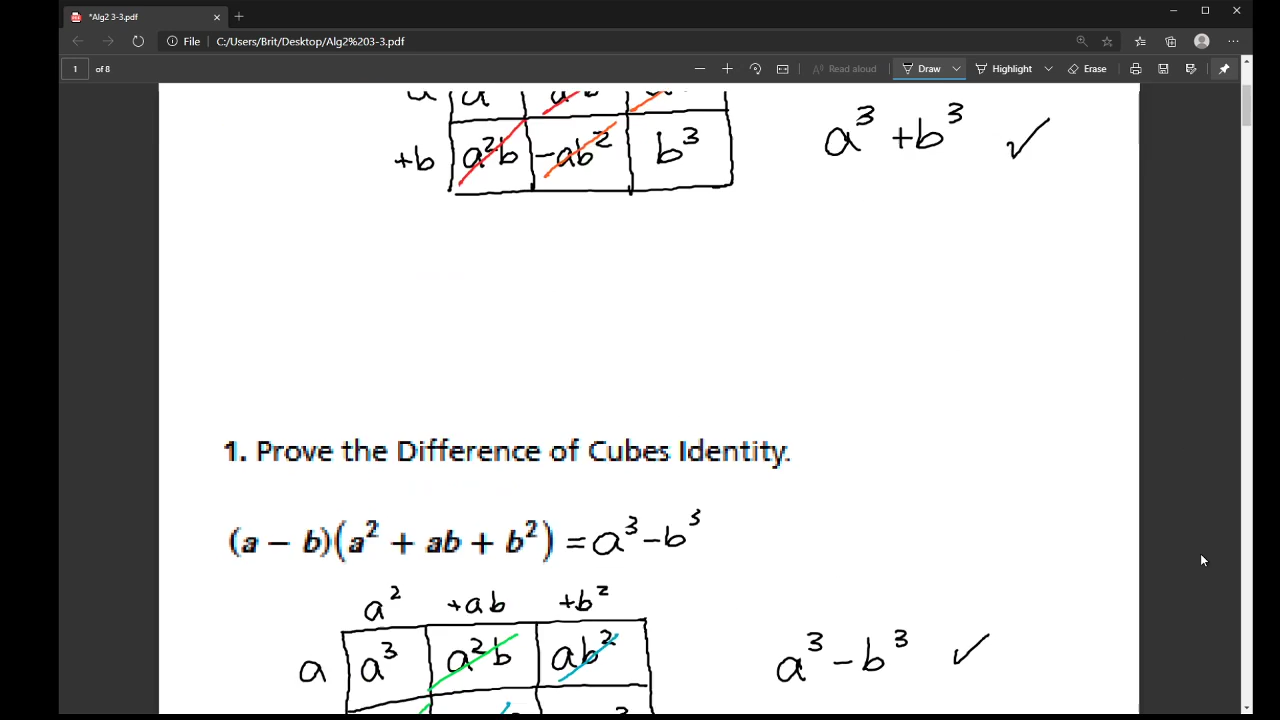 *Alg2 3-3.pdf
File | C:/Users/Brit/Desktop/Alg2%203-3.pdf
1 of 8 Read aloud Draw Highlight Erase
a³ + b³ ✓
+b a²b -ab² b³
1. Prove the Difference of Cubes Identity.
(a − b)(a² + ab + b²) = a³ − b³
a² +ab +b²
a a³ a²b ab²
a³ − b³ ✓